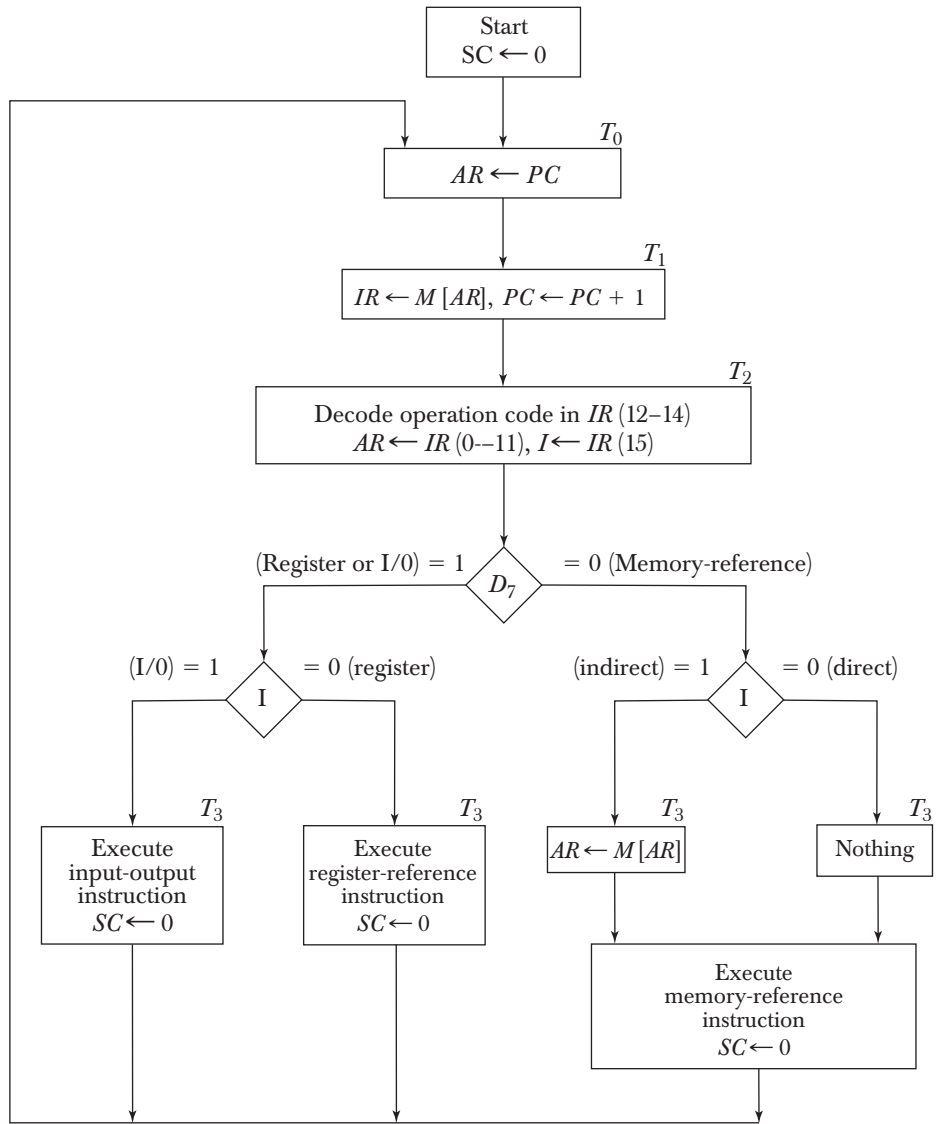 Start
SC ← 0
T₀
AR ← PC
T₁
IR ← M [AR], PC ← PC + 1
T₂
Decode operation code in IR (12–14)
AR ← IR (0-–11), I ← IR (15)
(Register or I/0) = 1
= 0 (Memory-reference)
D₇
(I/0) = 1
= 0 (register)
I
(indirect) = 1
= 0 (direct)
I
T₃
Execute
input-output
instruction
SC ← 0
T₃
Execute
register-reference
instruction
SC ← 0
T₃
AR ← M [AR]
T₃
Nothing
Execute
memory-reference
instruction
SC ← 0